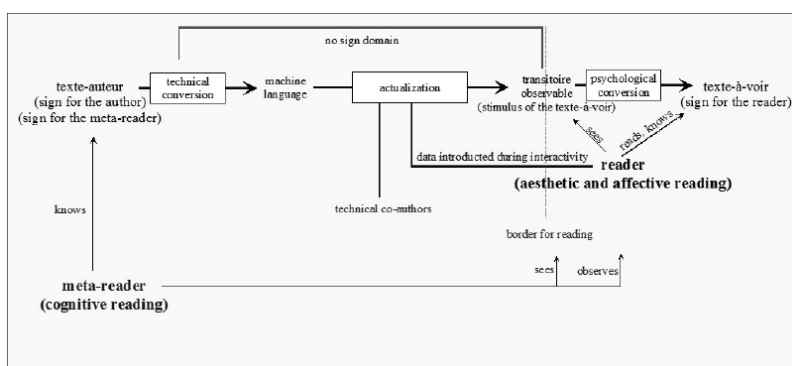 no sign domain
texte-auteur
(sign for the author)
(sign for the meta-reader)
technical
conversion
machine
language
actualization
transitoire
observable
(stimulus of the texte-à-voir)
psychological
conversion
texte-à-voir
(sign for the reader)
sees
reads, knows
data introducted during interactivity
reader
(aesthetic and affective reading)
technical co-authors
knows
border for reading
sees
observes
meta-reader
(cognitive reading)